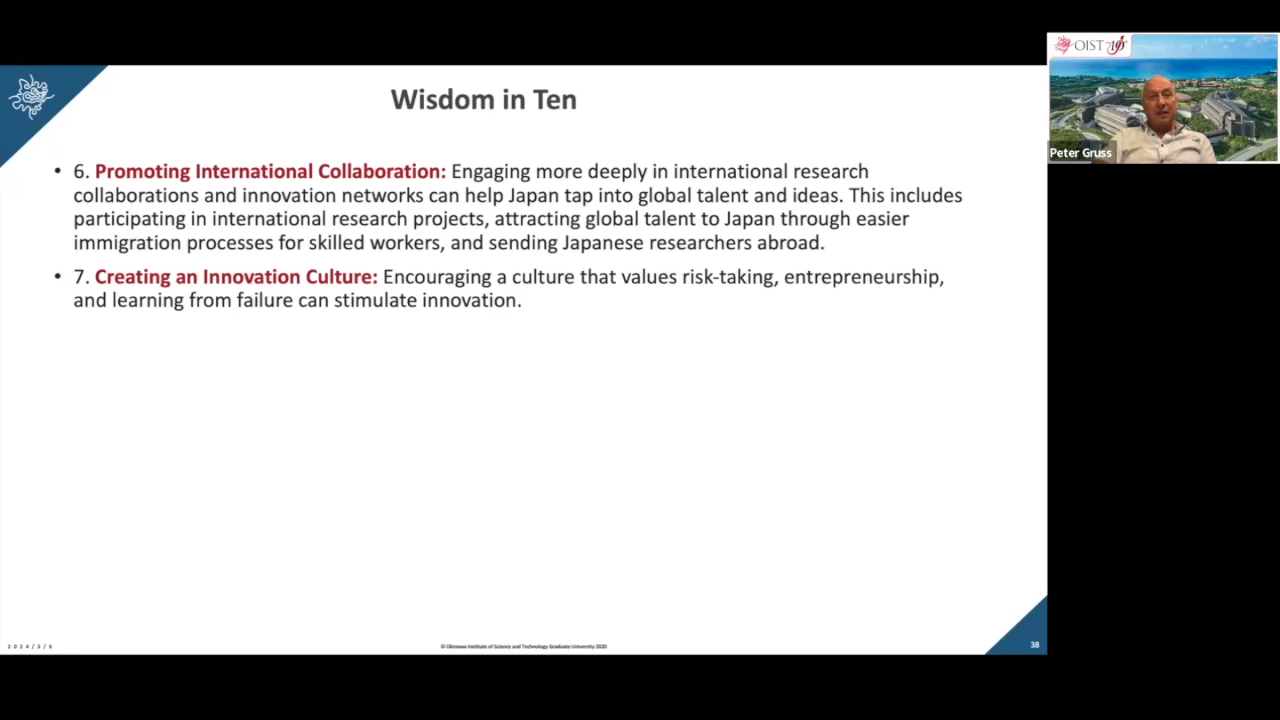 Wisdom in Ten
• 6. Promoting International Collaboration: Engaging more deeply in international research
collaborations and innovation networks can help Japan tap into global talent and ideas. This includes
participating in international research projects, attracting global talent to Japan through easier
immigration processes for skilled workers, and sending Japanese researchers abroad.
• 7. Creating an Innovation Culture: Encouraging a culture that values risk-taking, entrepreneurship,
and learning from failure can stimulate innovation.
2024/3/6
© Okinawa Institute of Science and Technology Graduate University 2020
38
OIST 10
Peter Gruss